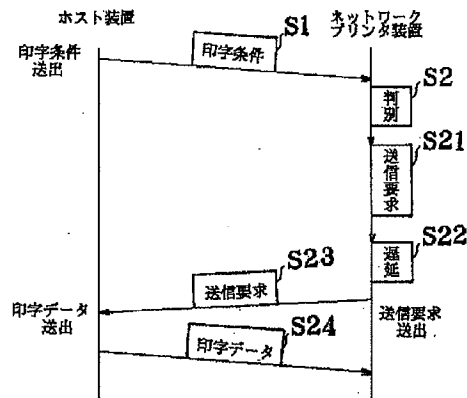 ホスト装置
ネットワーク
プリンタ装置
S1
印字条件
送出
印字条件
S2
判別
S21
送信要求
S22
遅延
S23
送信要求
印字データ
送出
送信要求
送出
S24
印字データ